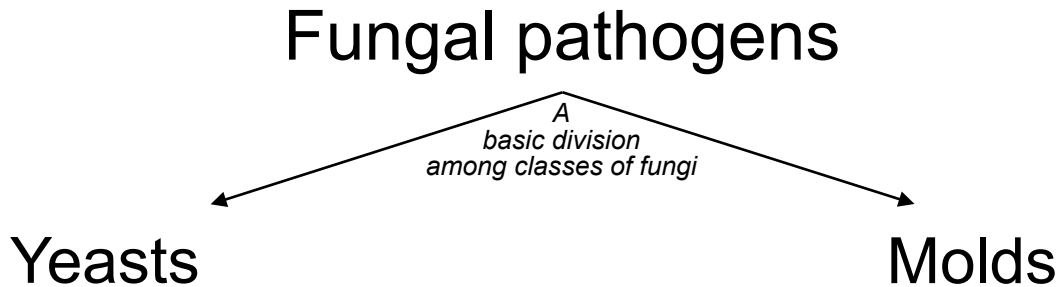 Fungal pathogens
A
basic division
among classes of fungi
Yeasts
Molds